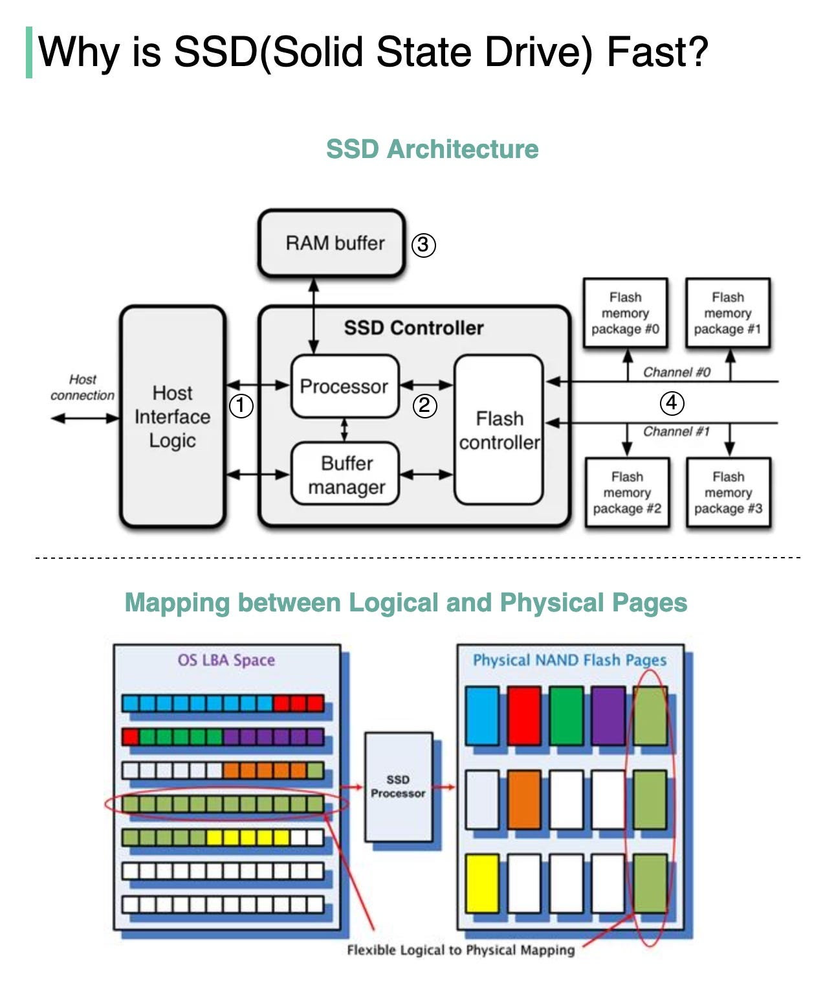 Why is SSD(Solid State Drive) Fast?
SSD Architecture
RAM buffer
③
SSD Controller
Host
connection
Host
Interface
Logic
①
Processor
②
Buffer
manager
Flash
controller
Flash
memory
package #0
Flash
memory
package #1
Channel #0
④
Channel #1
Flash
memory
package #2
Flash
memory
package #3
Mapping between Logical and Physical Pages
OS LBA Space
SSD
Processor
Physical NAND Flash Pages
Flexible Logical to Physical Mapping